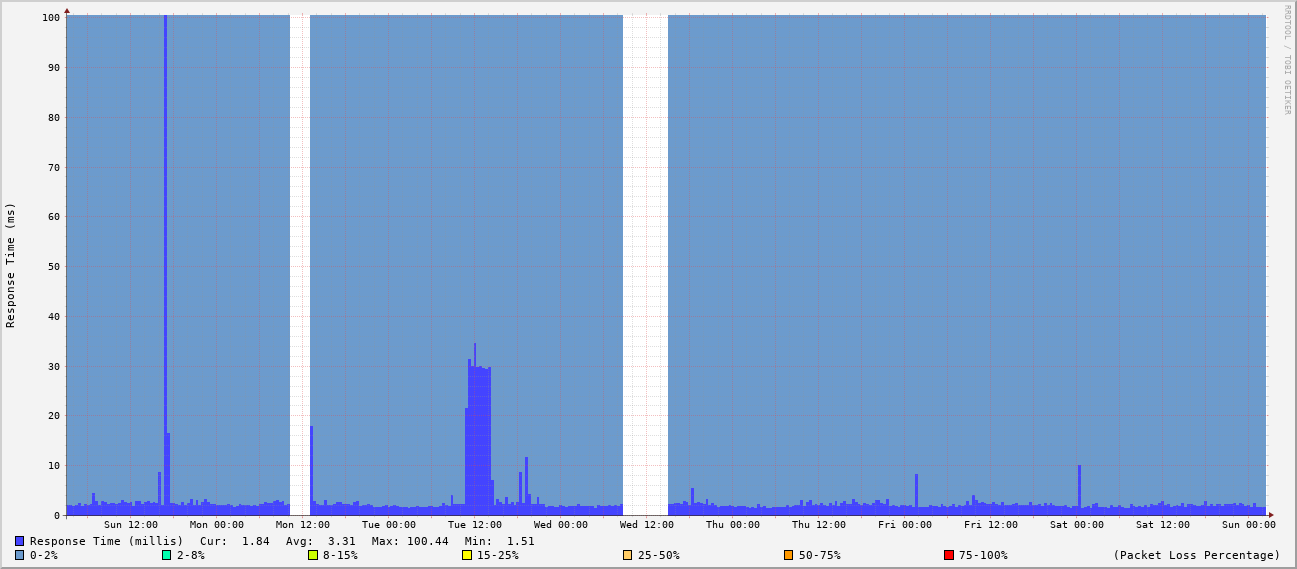 100
90
80
70
60
50
40
30
20
10
0
Response Time (ms)
RRDTOOL / TOBI OETIKER
Sun 12:00 Mon 00:00 Mon 12:00 Tue 00:00 Tue 12:00 Wed 00:00 Wed 12:00 Thu 00:00 Thu 12:00 Fri 00:00 Fri 12:00 Sat 00:00 Sat 12:00 Sun 00:00
Response Time (millis) Cur: 1.84 Avg: 3.31 Max: 100.44 Min: 1.51
0-2% 2-8% 8-15% 15-25% 25-50% 50-75% 75-100% (Packet Loss Percentage)